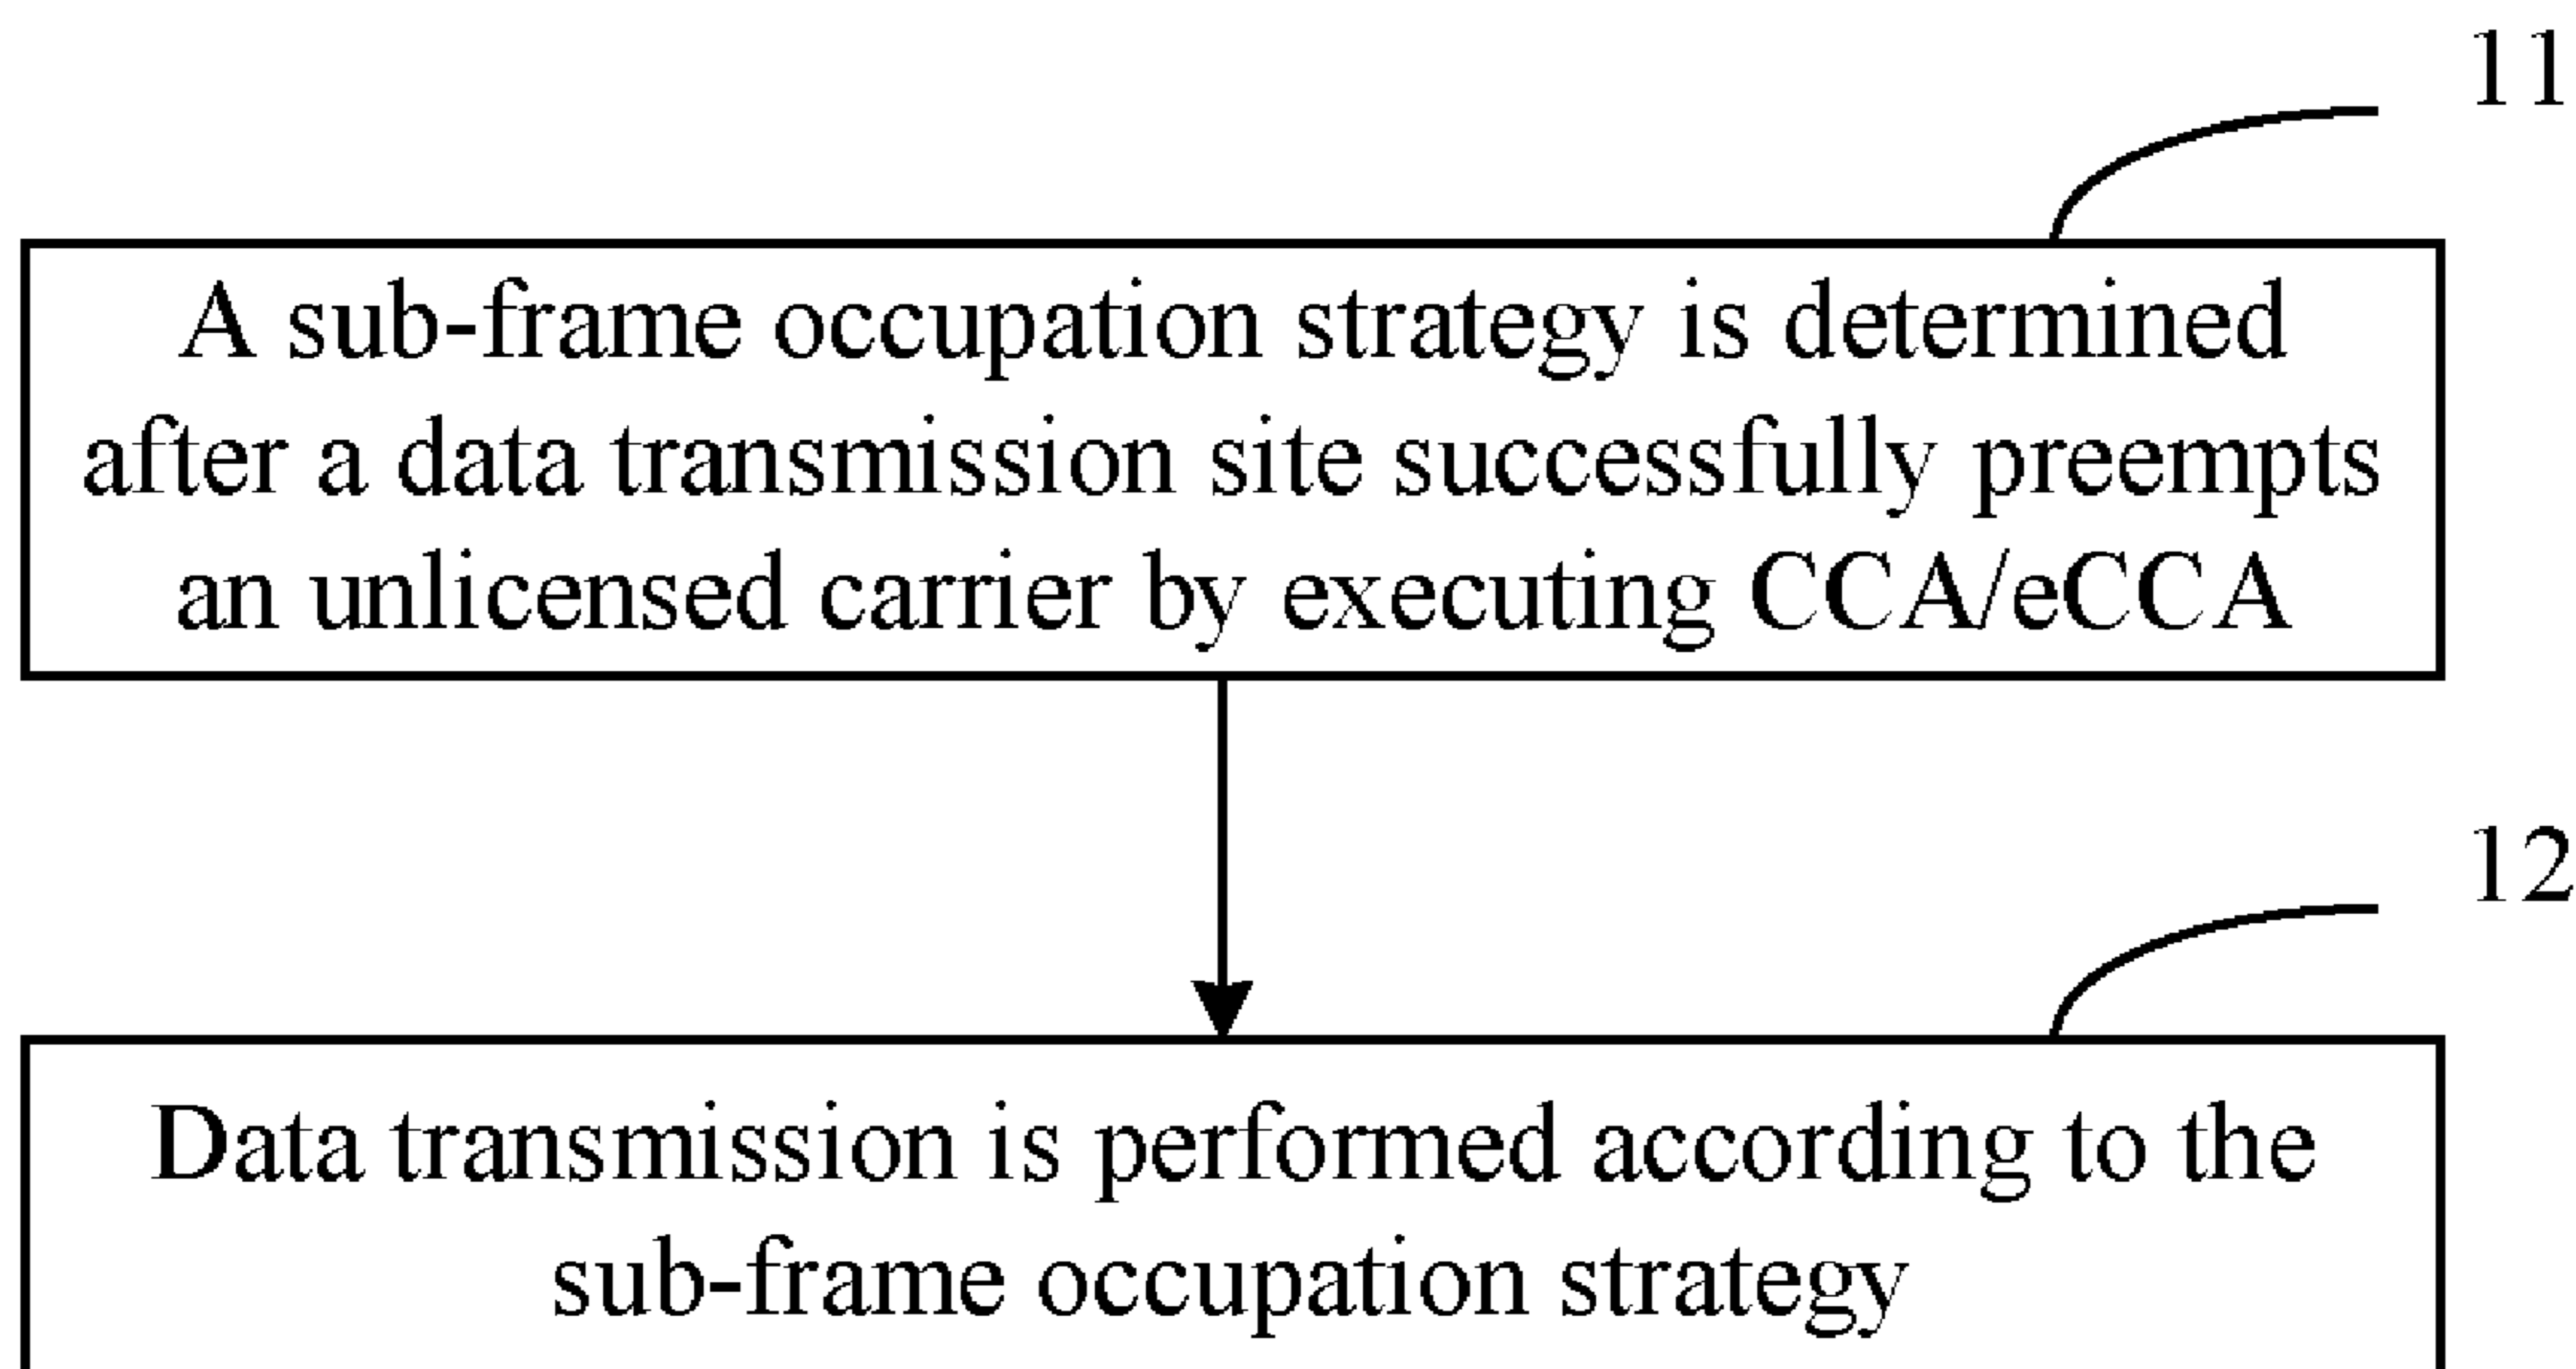 11
A sub-frame occupation strategy is determined
after a data transmission site successfully preempts
an unlicensed carrier by executing CCA/eCCA
12
Data transmission is performed according to the
sub-frame occupation strategy